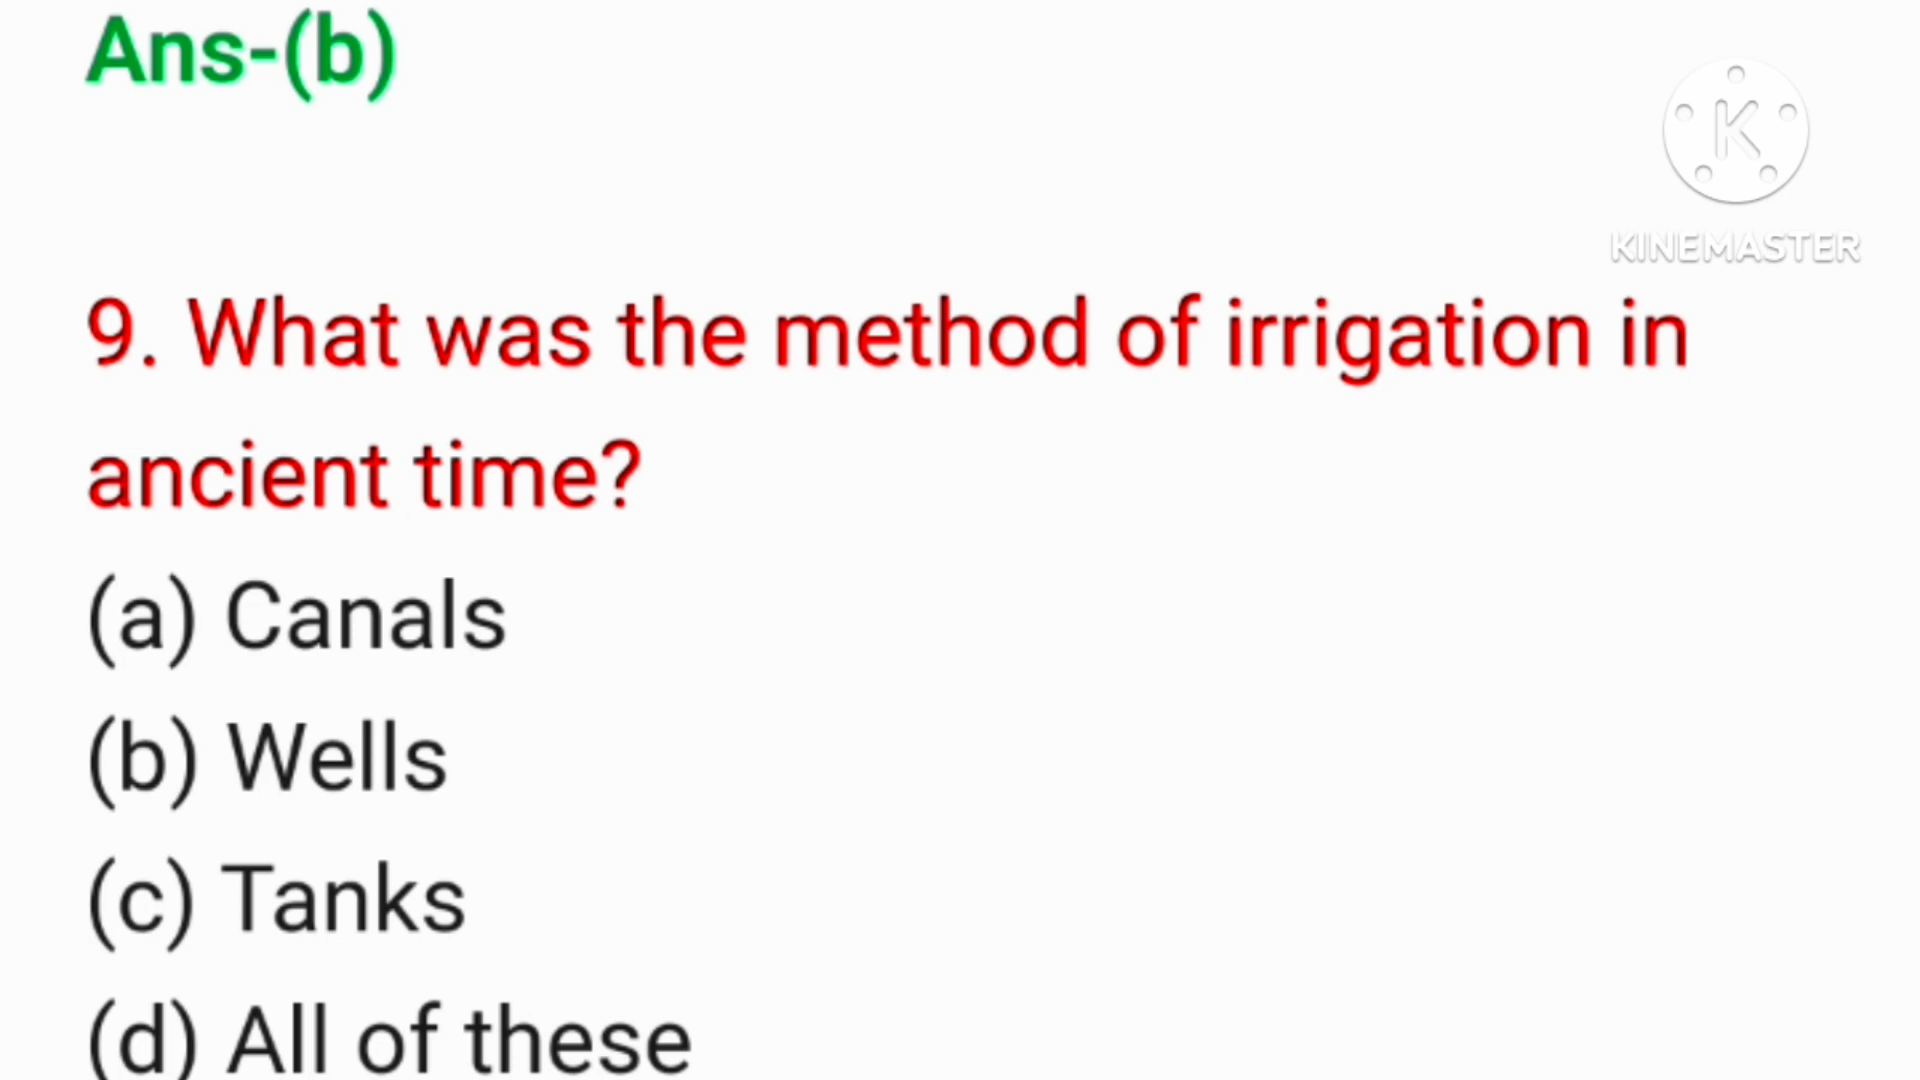 Ans-(b)
K
KINEMASTER
9. What was the method of irrigation in
ancient time?
(a) Canals
(b) Wells
(c) Tanks
(d) All of these